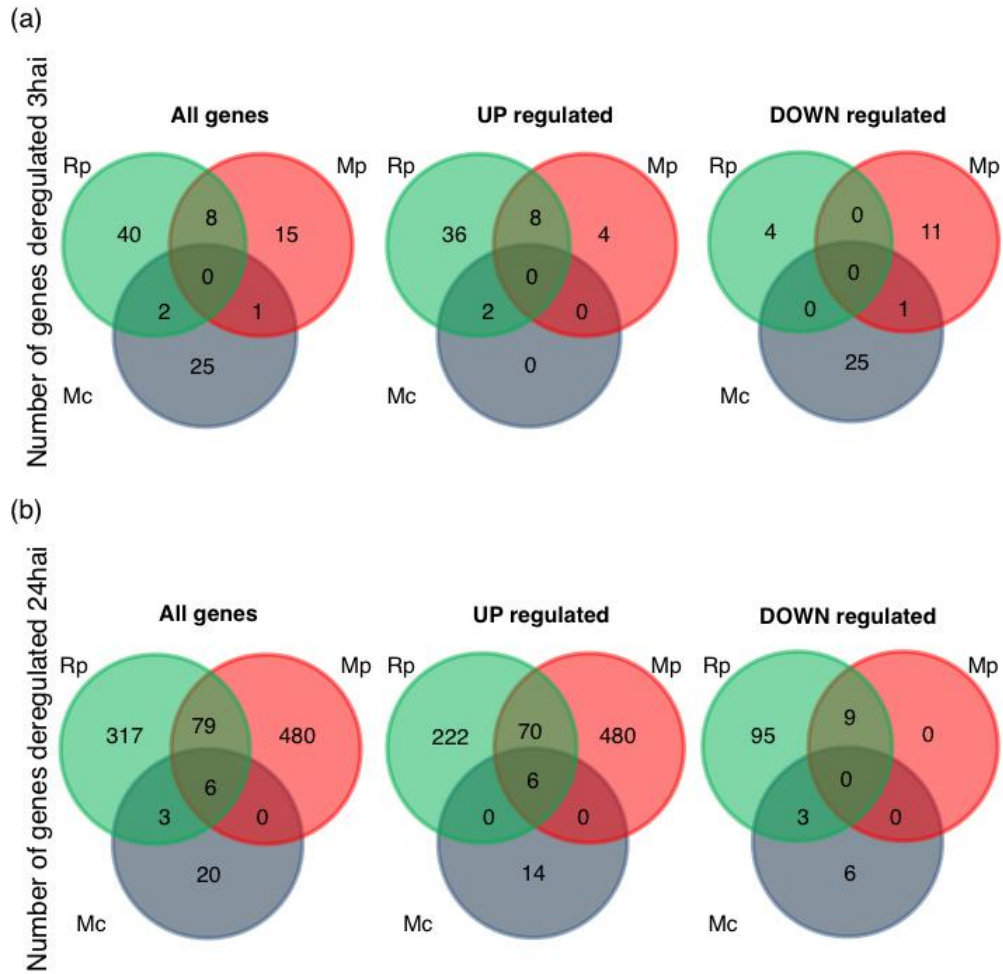 (a)
Number of genes deregulated 3hai
All genes
Rp
Mp
40
8
15
0
2
1
25
Mc
UP regulated
Rp
Mp
36
8
4
0
2
0
0
Mc
DOWN regulated
Rp
Mp
4
0
11
0
0
1
25
Mc
(b)
Number of genes deregulated 24hai
All genes
Rp
Mp
317
79
480
6
3
0
20
Mc
UP regulated
Rp
Mp
222
70
480
6
0
0
14
Mc
DOWN regulated
Rp
Mp
95
9
0
0
3
0
6
Mc